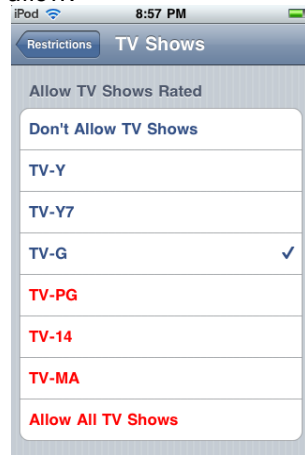 iPod 8:57 PM
Restrictions TV Shows
Allow TV Shows Rated
Don't Allow TV Shows
TV-Y
TV-Y7
TV-G
TV-PG
TV-14
TV-MA
Allow All TV Shows